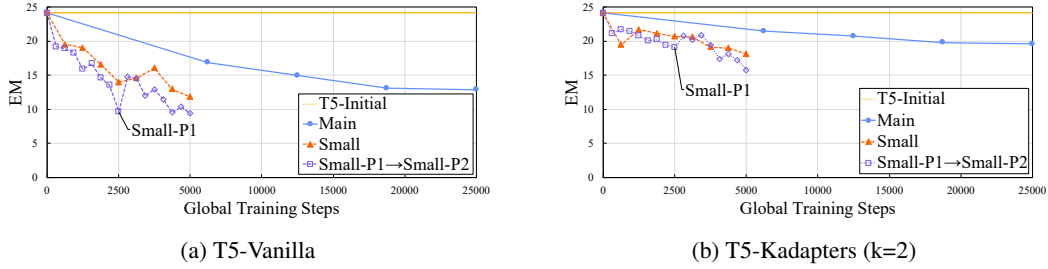 25
20
15
10
5
0
EM
0
2500
5000
10000
15000
20000
25000
Global Training Steps
Small-P1
T5-Initial
Main
Small
Small-P1→Small-P2
(a) T5-Vanilla
25
20
15
10
5
0
EM
0
2500
5000
10000
15000
20000
25000
Global Training Steps
Small-P1
T5-Initial
Main
Small
Small-P1→Small-P2
(b) T5-Kadapters (k=2)